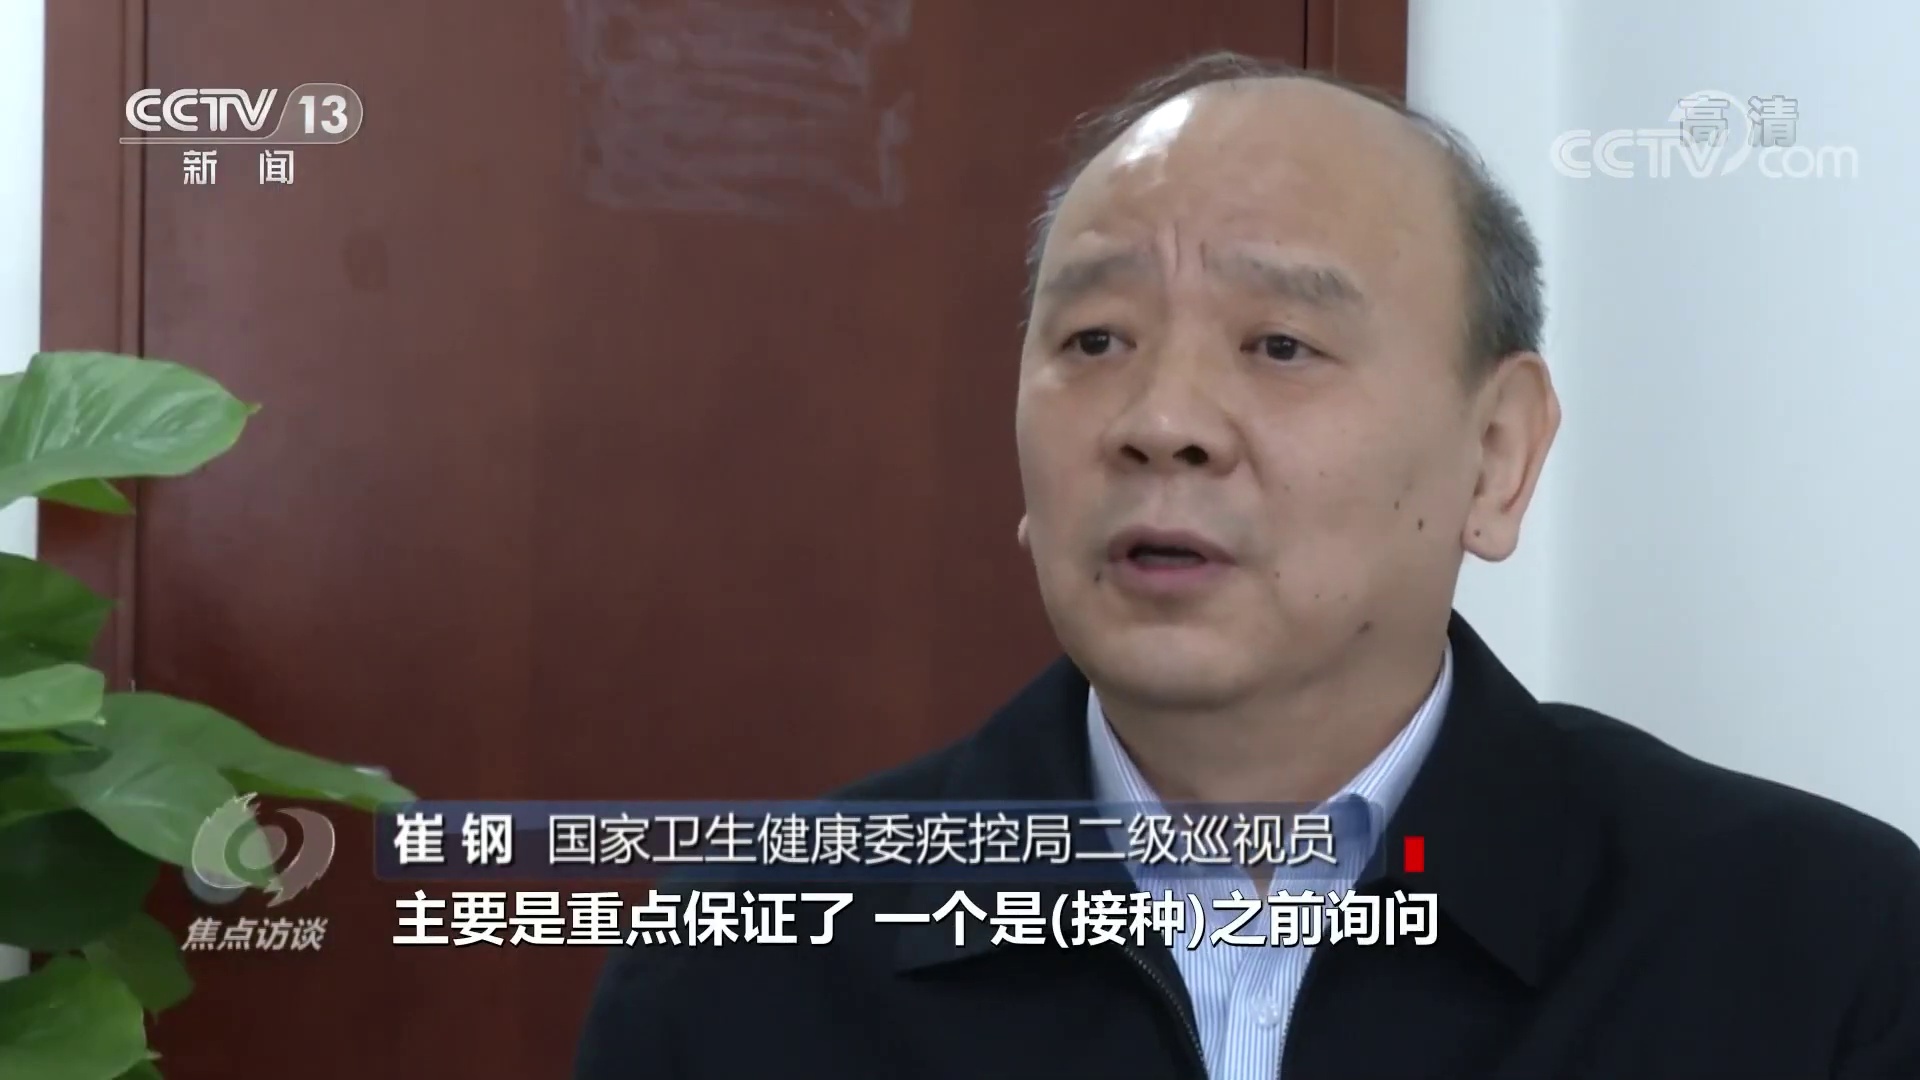 CCTV 13
新闻
高清
CCTV.com
崔钢 国家卫生健康委疾控局二级巡视员
主要是重点保证了 一个是(接种)之前询问
焦点访谈